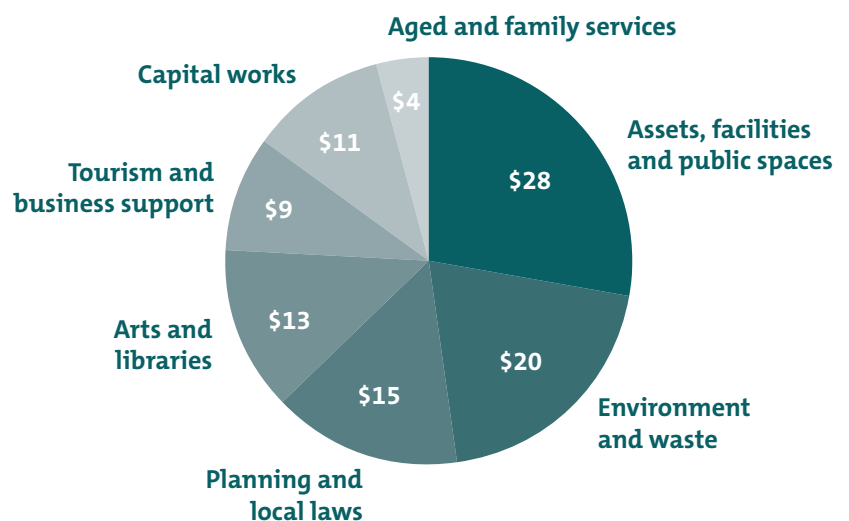 Aged and family services
Capital works
$4
Assets, facilities
and public spaces
$11
$28
Tourism and
business support
$9
Arts and
libraries
$13
$20
$15
Environment
and waste
Planning and
local laws